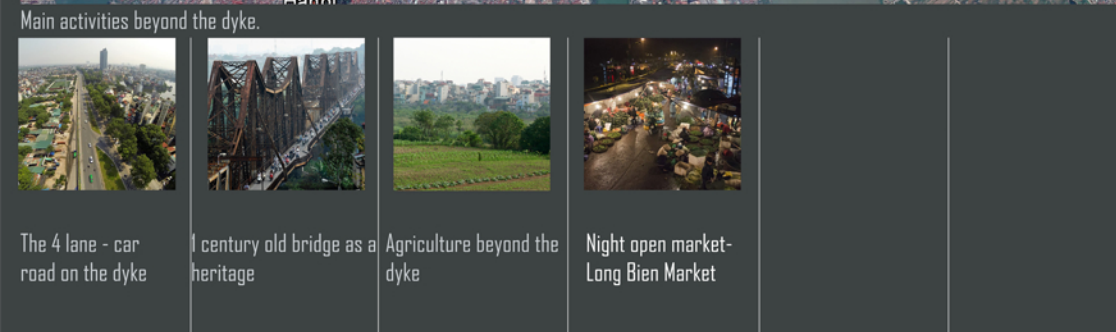 Hanoi
Main activities beyond the dyke.
The 4 lane - car
road on the dyke
1 century old bridge as a
heritage
Agriculture beyond the
dyke
Night open market-
Long Bien Market